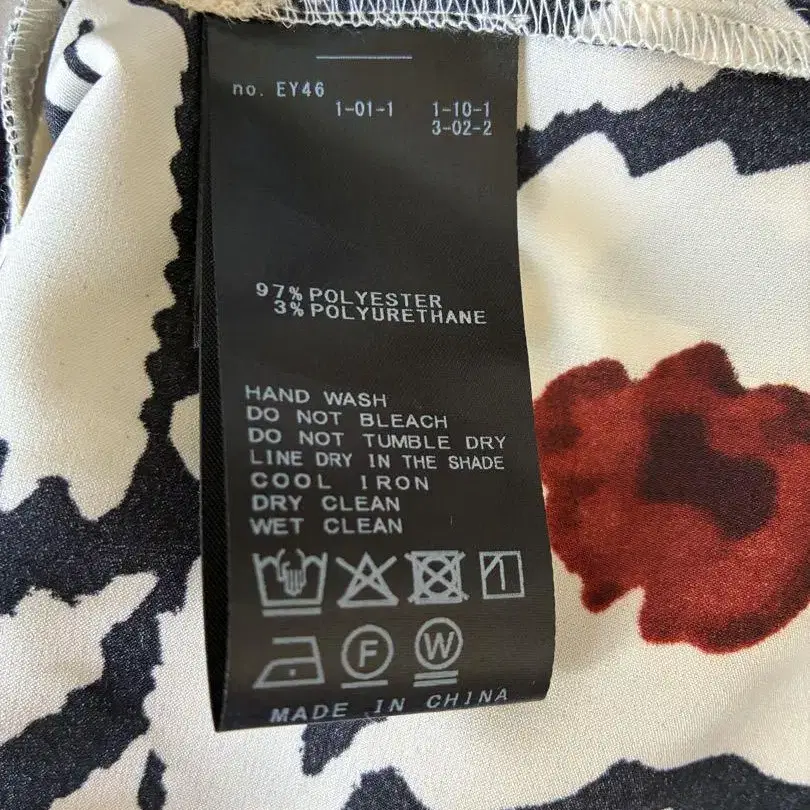 no. EY46
1-01-1 1-10-1
3-02-2
97% POLYESTER
3% POLYURETHANE
HAND WASH
DO NOT BLEACH
DO NOT TUMBLE DRY
LINE DRY IN THE SHADE
COOL IRON
DRY CLEAN
WET CLEAN
F W
MADE IN CHINA